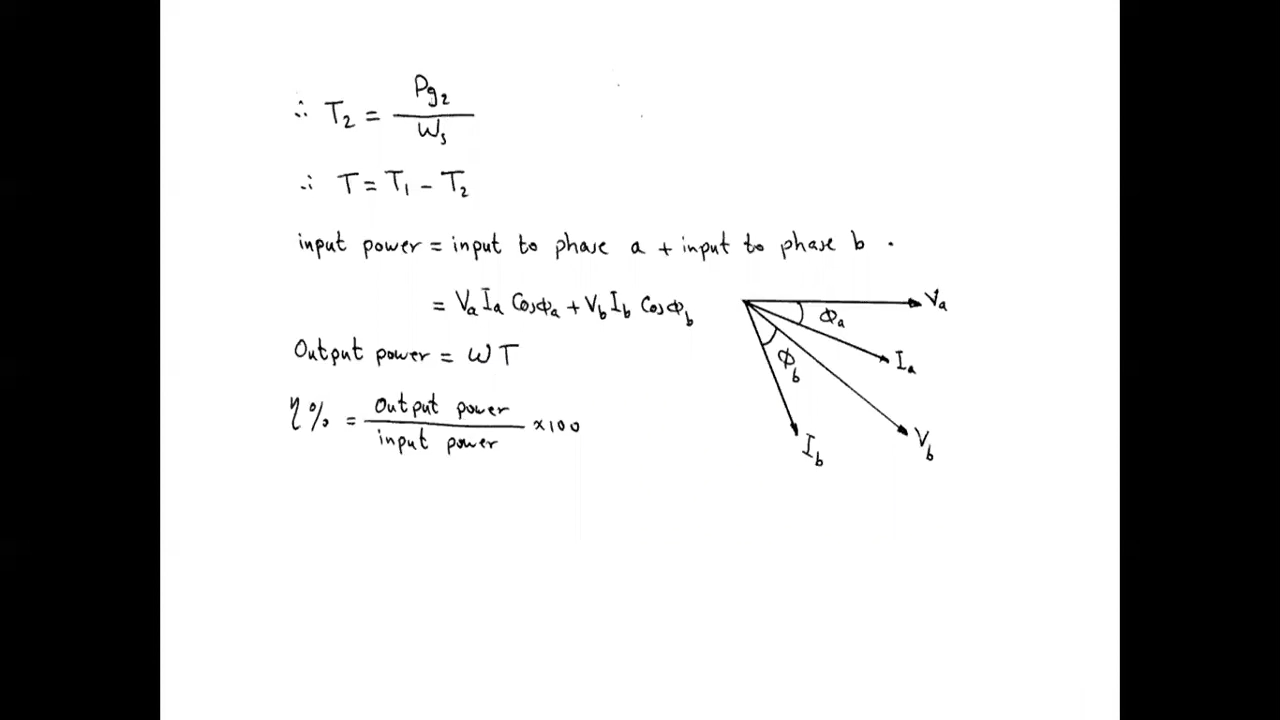 ∴ T₂ = Pg₂ / Ws
∴ T = T₁ - T₂
input power = input to phase a + input to phase b .
= Va Ia Cosϕa + Vb Ib Cosϕb
Output power = ω T
η% = Output power / input power × 100
Va
ϕa
Ia
ϕb
Vb
Ib